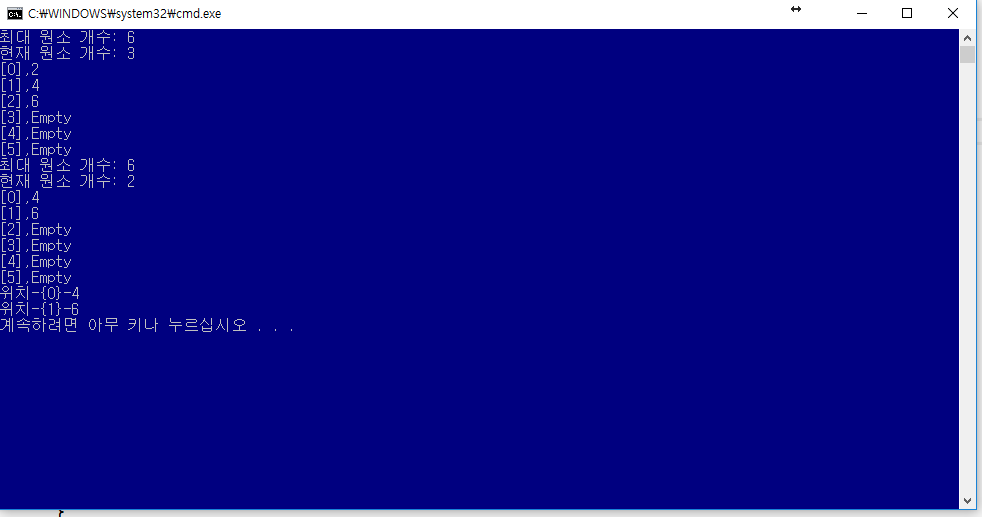 C:₩WINDOWS₩system32₩cmd.exe
최대 원소 개수: 6
현재 원소 개수: 3
[0],2
[1],4
[2],6
[3],Empty
[4],Empty
[5],Empty
최대 원소 개수: 6
현재 원소 개수: 2
[0],4
[1],6
[2],Empty
[3],Empty
[4],Empty
[5],Empty
위치-{0}-4
위치-{1}-6
계속하려면 아무 키나 누르십시오 . . .
}